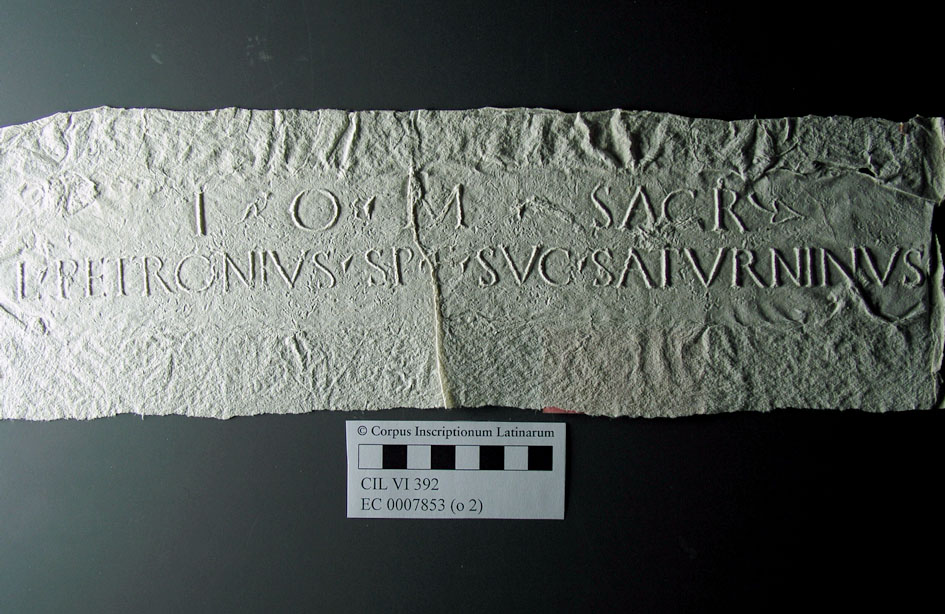 I O M SACR
L PETRONIVS SP F SVC SATVRNINVS
© Corpus Inscriptionum Latinarum
CIL VI 392
EC 0007853 (o 2)